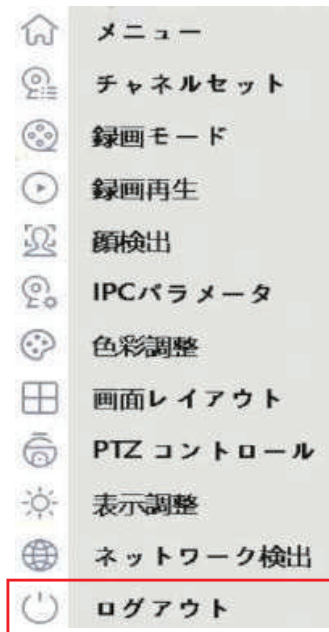 メニュー
チャネルセット
録画モード
録画再生
顔検出
IPCパラメータ
色彩調整
画面レイアウト
PTZ コントロール
表示調整
ネットワーク検出
ログアウト